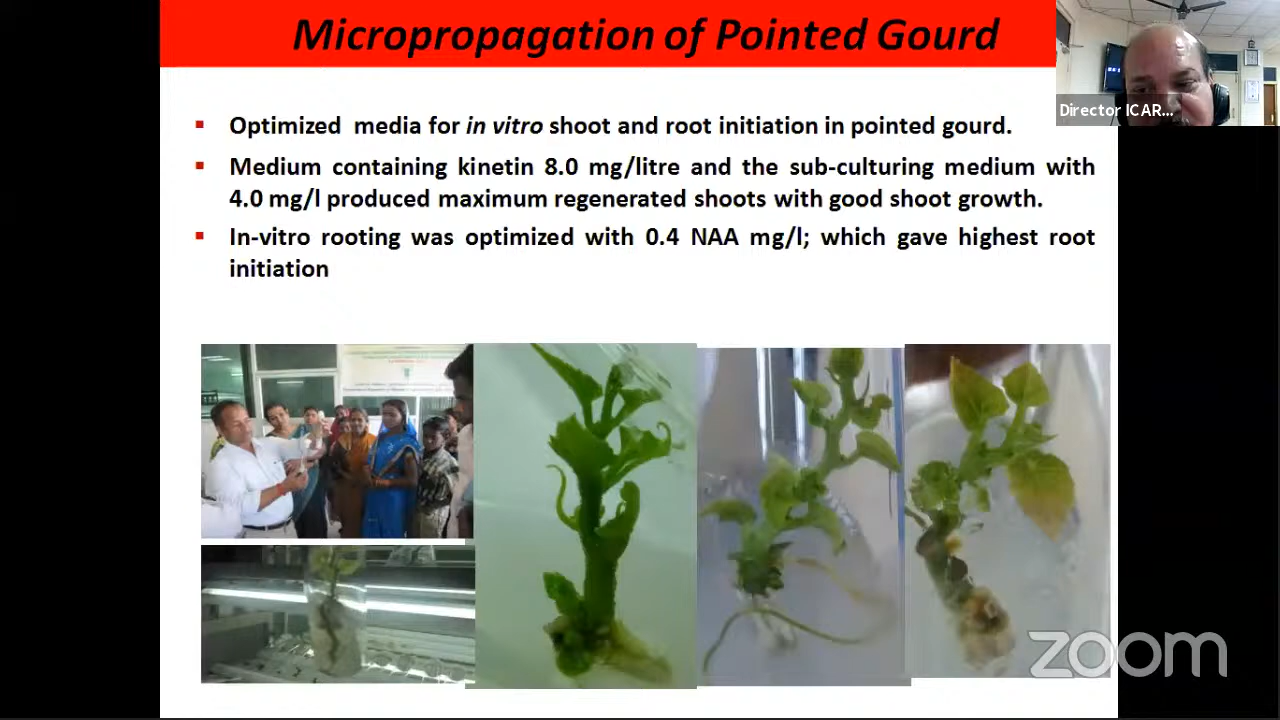 Micropropagation of Pointed Gourd
Director ICAR...
▪ Optimized media for in vitro shoot and root initiation in pointed gourd.
▪ Medium containing kinetin 8.0 mg/litre and the sub-culturing medium with
4.0 mg/l produced maximum regenerated shoots with good shoot growth.
▪ In-vitro rooting was optimized with 0.4 NAA mg/l; which gave highest root
initiation
zoom